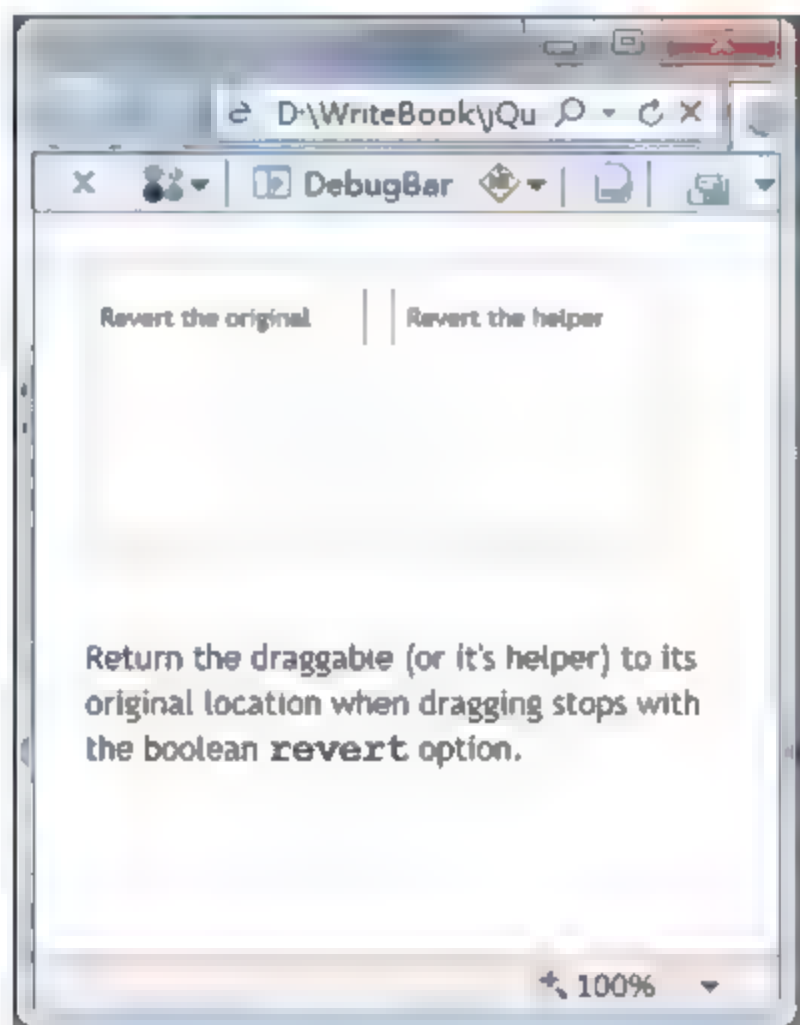 D:\WriteBook\jQu
DebugBar
Revert the original Revert the helper
Return the draggable (or it's helper) to its
original location when dragging stops with
the boolean revert option.
100%